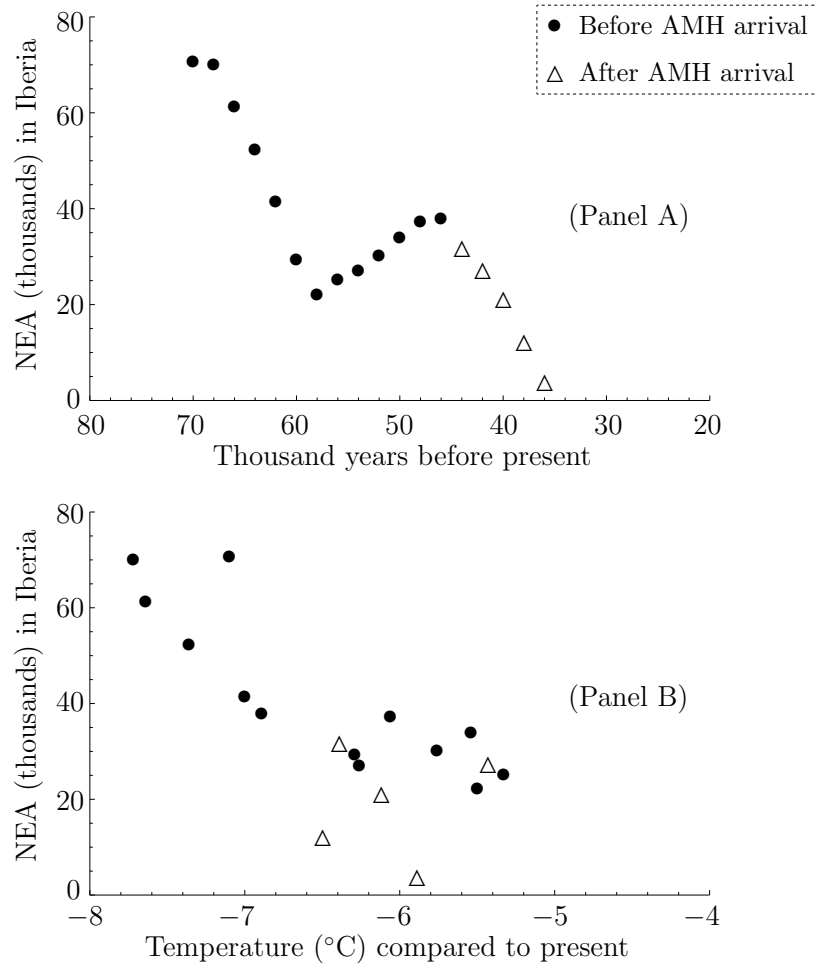 Before AMH arrival
After AMH arrival
NEA (thousands) in Iberia
80
60
40
20
0
(Panel A)
80 70 60 50 40 30 20
Thousand years before present
NEA (thousands) in Iberia
80
60
40
20
0
(Panel B)
−8 −7 −6 −5 −4
Temperature (°C) compared to present